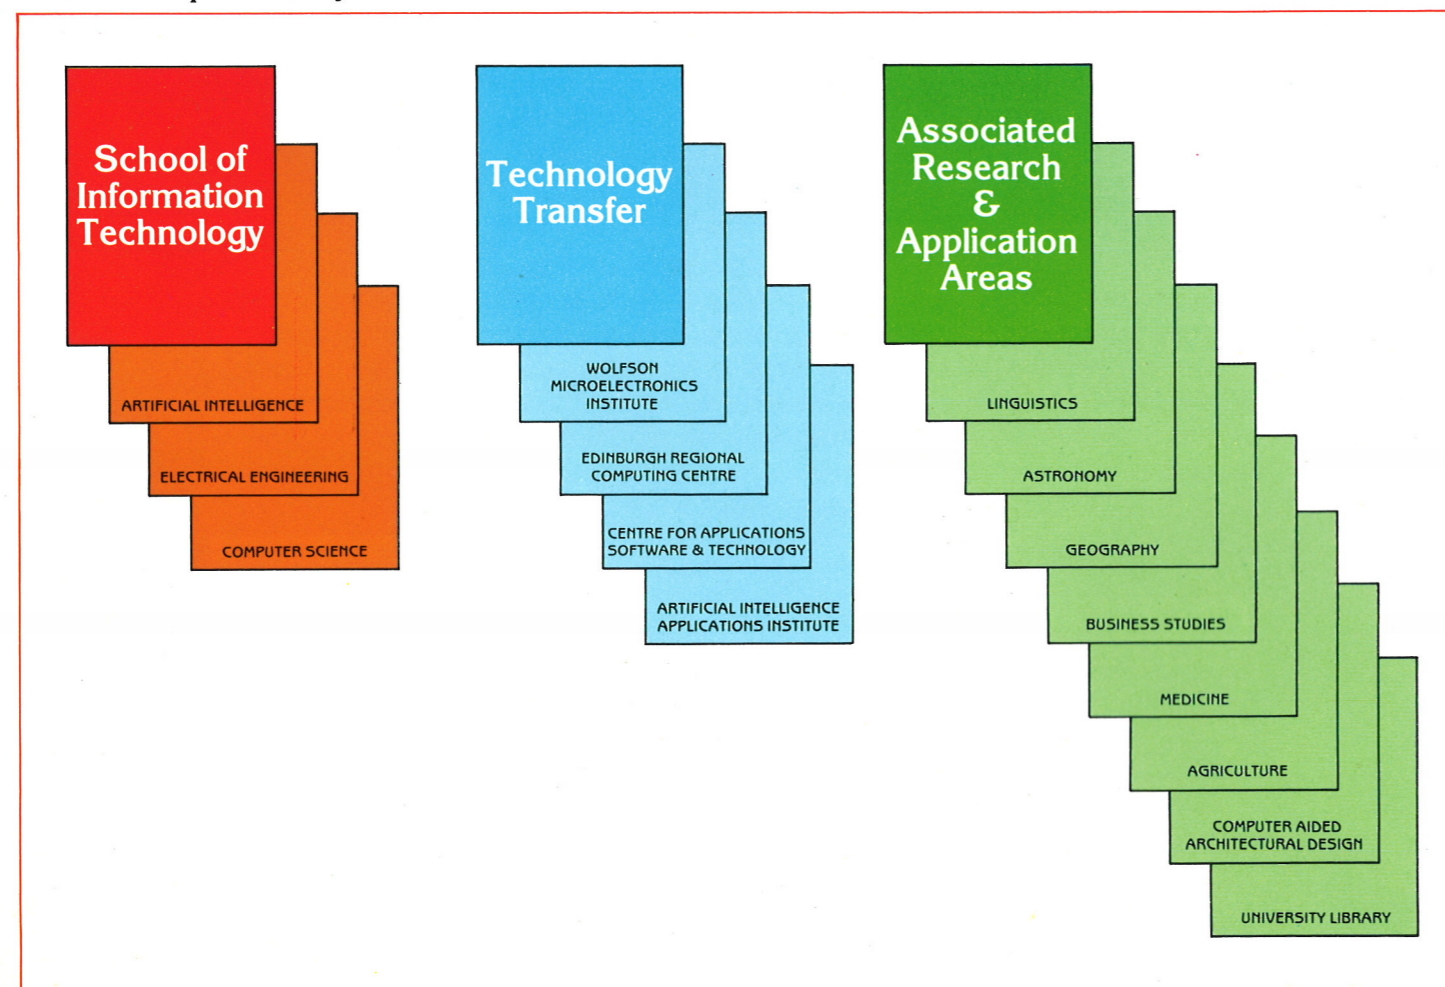 School of
Information
Technology
ARTIFICIAL INTELLIGENCE
ELECTRICAL ENGINEERING
COMPUTER SCIENCE
Technology
Transfer
WOLFSON
MICROELECTRONICS
INSTITUTE
EDINBURGH REGIONAL
COMPUTING CENTRE
CENTRE FOR APPLICATIONS
SOFTWARE & TECHNOLOGY
ARTIFICIAL INTELLIGENCE
APPLICATIONS INSTITUTE
Associated
Research
&
Application
Areas
LINGUISTICS
ASTRONOMY
GEOGRAPHY
BUSINESS STUDIES
MEDICINE
AGRICULTURE
COMPUTER AIDED
ARCHITECTURAL DESIGN
UNIVERSITY LIBRARY